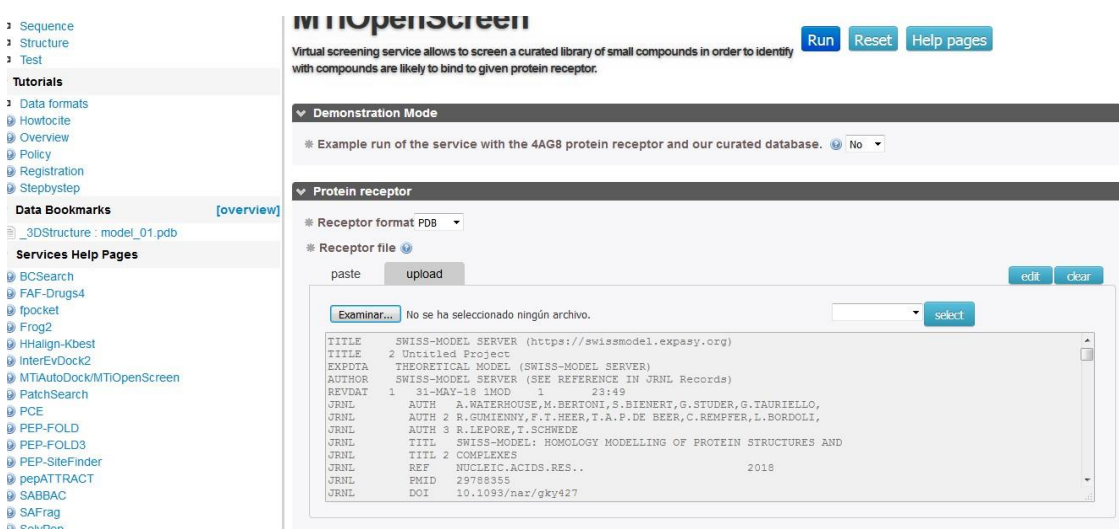 Sequence
Structure
Test
Tutorials
Data formats
Howtocite
Overview
Policy
Registration
Stepbystep
Data Bookmarks [overview]
_3DStructure : model_01.pdb
Services Help Pages
BCSearch
FAF-Drugs4
fpocket
Frog2
HHalign-Kbest
InterEvDock2
MTiAutoDock/MTiOpenScreen
PatchSearch
PCE
PEP-FOLD
PEP-FOLD3
PEP-SiteFinder
pepATTRACT
SABBAC
SAFrag
MTiOpenScreen
Run Reset Help pages
Virtual screening service allows to screen a curated library of small compounds in order to identify
with compounds are likely to bind to given protein receptor.
Demonstration Mode
Example run of the service with the 4AG8 protein receptor and our curated database. No
Protein receptor
Receptor format PDB
Receptor file
paste upload edit clear
Examinar... No se ha seleccionado ningún archivo. select
TITLE SWISS-MODEL SERVER (https://swissmodel.expasy.org)
TITLE 2 Untitled Project
EXPDTA THEORETICAL MODEL (SWISS-MODEL SERVER)
AUTHOR SWISS-MODEL SERVER (SEE REFERENCE IN JRNL Records)
REVDAT 1 31-MAY-18 1MOD 1 23:49
JRNL AUTH A.WATERHOUSE,M.BERTONI,S.BIENERT,G.STUDER,G.TAURIELLO,
JRNL AUTH 2 R.GUMIENNY,F.T.HEER,T.A.P.DE BEER,C.REMPFER,L.BORDOLI,
JRNL AUTH 3 R.LEPORE,T.SCHWEDE
JRNL TITL SWISS-MODEL: HOMOLOGY MODELLING OF PROTEIN STRUCTURES AND
JRNL TITL 2 COMPLEXES
JRNL REF NUCLEIC.ACIDS.RES.. 2018
JRNL PMID 29788355
JRNL DOI 10.1093/nar/gky427